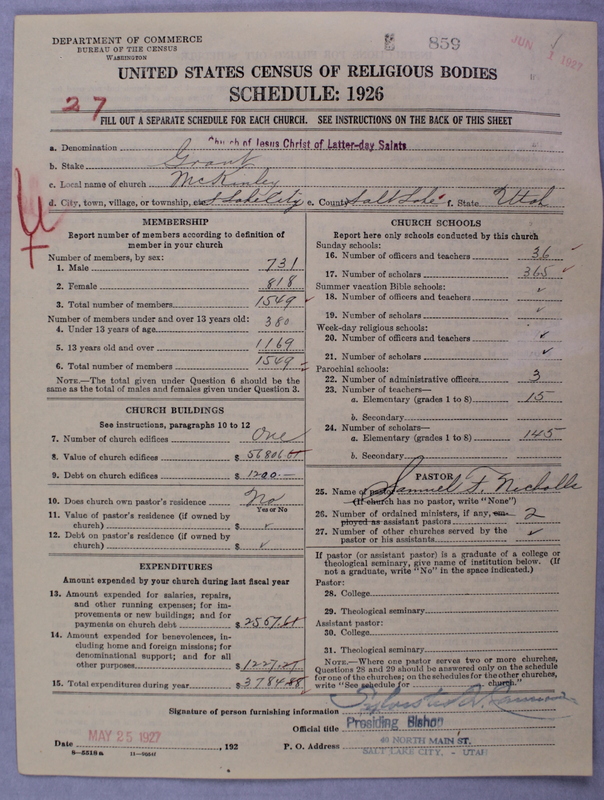 DEPARTMENT OF COMMERCE
BUREAU OF THE CENSUS
WASHINGTON
859
JUN 1 1927
UNITED STATES CENSUS OF RELIGIOUS BODIES
SCHEDULE: 1926
27
FILL OUT A SEPARATE SCHEDULE FOR EACH CHURCH. SEE INSTRUCTIONS ON THE BACK OF THIS SHEET
a. Denomination Church of Jesus Christ of Latter-day Saints
b. Stake Grant
c. Local name of church McKinley
d. City, town, village, or township, etc. Salt Lake City e. County Salt Lake f. State Utah
MEMBERSHIP
Report number of members according to definition of member in your church
Number of members, by sex:
1. Male 731
2. Female 818
3. Total number of members 1549
Number of members under and over 13 years old:
4. Under 13 years of age 380
5. 13 years old and over 1169
6. Total number of members 1549
NOTE.—The total given under Question 6 should be the same as the total of males and females given under Question 3.
CHURCH BUILDINGS
See instructions, paragraphs 10 to 12
7. Number of church edifices One
8. Value of church edifices $ 56806
9. Debt on church edifices $ 1200.—
10. Does church own pastor's residence No
Yes or No
11. Value of pastor's residence (if owned by church) $ ✓
12. Debt on pastor's residence (if owned by church) $ ✓
EXPENDITURES
Amount expended by your church during last fiscal year
13. Amount expended for salaries, repairs, and other running expenses; for improvements or new buildings; and for payments on church debt $ 2557.61
14. Amount expended for benevolences, including home and foreign missions; for denominational support; and for all other purposes $ 1227.27
15. Total expenditures during year $ 3784.88
CHURCH SCHOOLS
Report here only schools conducted by this church
Sunday schools:
16. Number of officers and teachers 36
17. Number of scholars 365
Summer vacation Bible schools:
18. Number of officers and teachers ✓
19. Number of scholars ✓
Week-day religious schools:
20. Number of officers and teachers ✓
21. Number of scholars ✓
Parochial schools:
22. Number of administrative officers 3
23. Number of teachers—
a. Elementary (grades 1 to 8) 15
b. Secondary
24. Number of scholars—
a. Elementary (grades 1 to 8) 145
b. Secondary
PASTOR
25. Name of pastor Samuel F. Nicholls
(If church has no pastor, write "None")
26. Number of ordained ministers, if any, employed as assistant pastors 2
27. Number of other churches served by the pastor or his assistants ✓
If pastor (or assistant pastor) is a graduate of a college or theological seminary, give name of institution below. (If not a graduate, write "No" in the space indicated.)
Pastor:
28. College
29. Theological seminary
Assistant pastor:
30. College
31. Theological seminary
NOTE.—Where one pastor serves two or more churches, Questions 28 and 29 should be answered only on the schedule for one of the churches; on the schedules for the other churches, write "See schedule for church."
Signature of person furnishing information Sylvester Q. Cannon
Official title Presiding Bishop
Date MAY 25 1927, 192 P. O. Address 40 NORTH MAIN ST.
SALT LAKE CITY, - UTAH
8—5518a